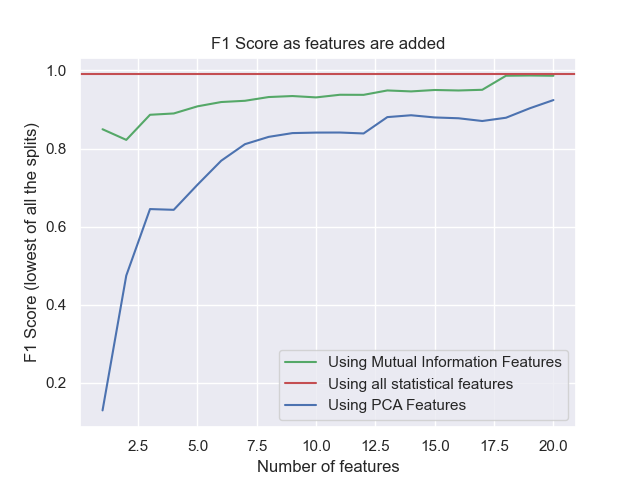 F1 Score as features are added
1.0
0.8
0.6
0.4
0.2
F1 Score (lowest of all the splits)
Using Mutual Information Features
Using all statistical features
Using PCA Features
2.5 5.0 7.5 10.0 12.5 15.0 17.5 20.0
Number of features